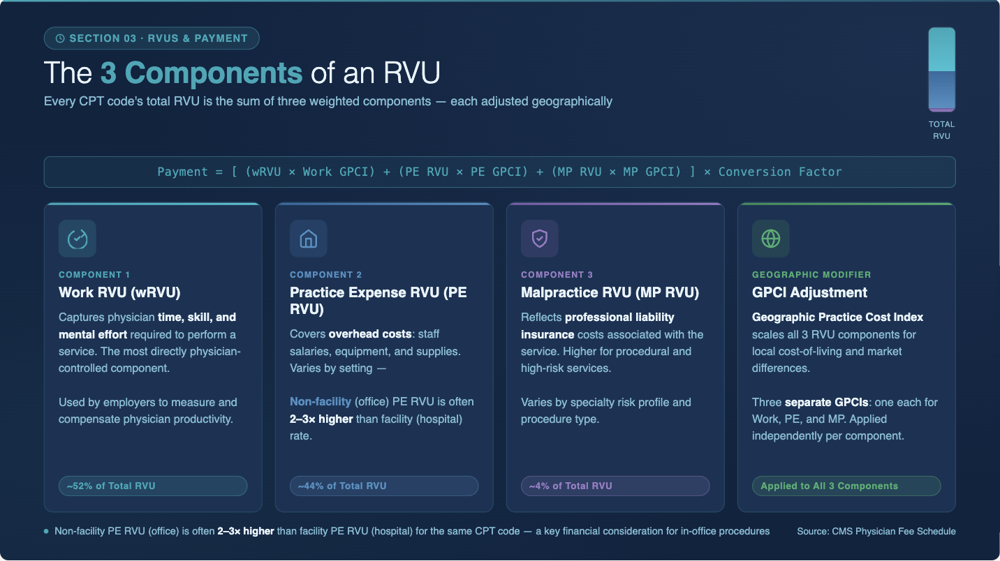 SECTION 03 · RVUS & PAYMENT
The 3 Components of an RVU
Every CPT code's total RVU is the sum of three weighted components — each adjusted geographically
TOTAL
RVU
Payment = [ (wRVU × Work GPCI) + (PE RVU × PE GPCI) + (MP RVU × MP GPCI) ] × Conversion Factor
COMPONENT 1
Work RVU (wRVU)
Captures physician time, skill, and
mental effort required to perform a
service. The most directly physician-
controlled component.
Used by employers to measure and
compensate physician productivity.
~52% of Total RVU
COMPONENT 2
Practice Expense RVU (PE
RVU)
Covers overhead costs: staff
salaries, equipment, and supplies.
Varies by setting —
Non-facility (office) PE RVU is often
2–3× higher than facility (hospital)
rate.
~44% of Total RVU
COMPONENT 3
Malpractice RVU (MP RVU)
Reflects professional liability
insurance costs associated with the
service. Higher for procedural and
high-risk services.
Varies by specialty risk profile and
procedure type.
~4% of Total RVU
GEOGRAPHIC MODIFIER
GPCI Adjustment
Geographic Practice Cost Index
scales all 3 RVU components for
local cost-of-living and market
differences.
Three separate GPCIs: one each for
Work, PE, and MP. Applied
independently per component.
Applied to All 3 Components
Non-facility PE RVU (office) is often 2–3× higher than facility PE RVU (hospital) for the same CPT code — a key financial consideration for in-office procedures
Source: CMS Physician Fee Schedule